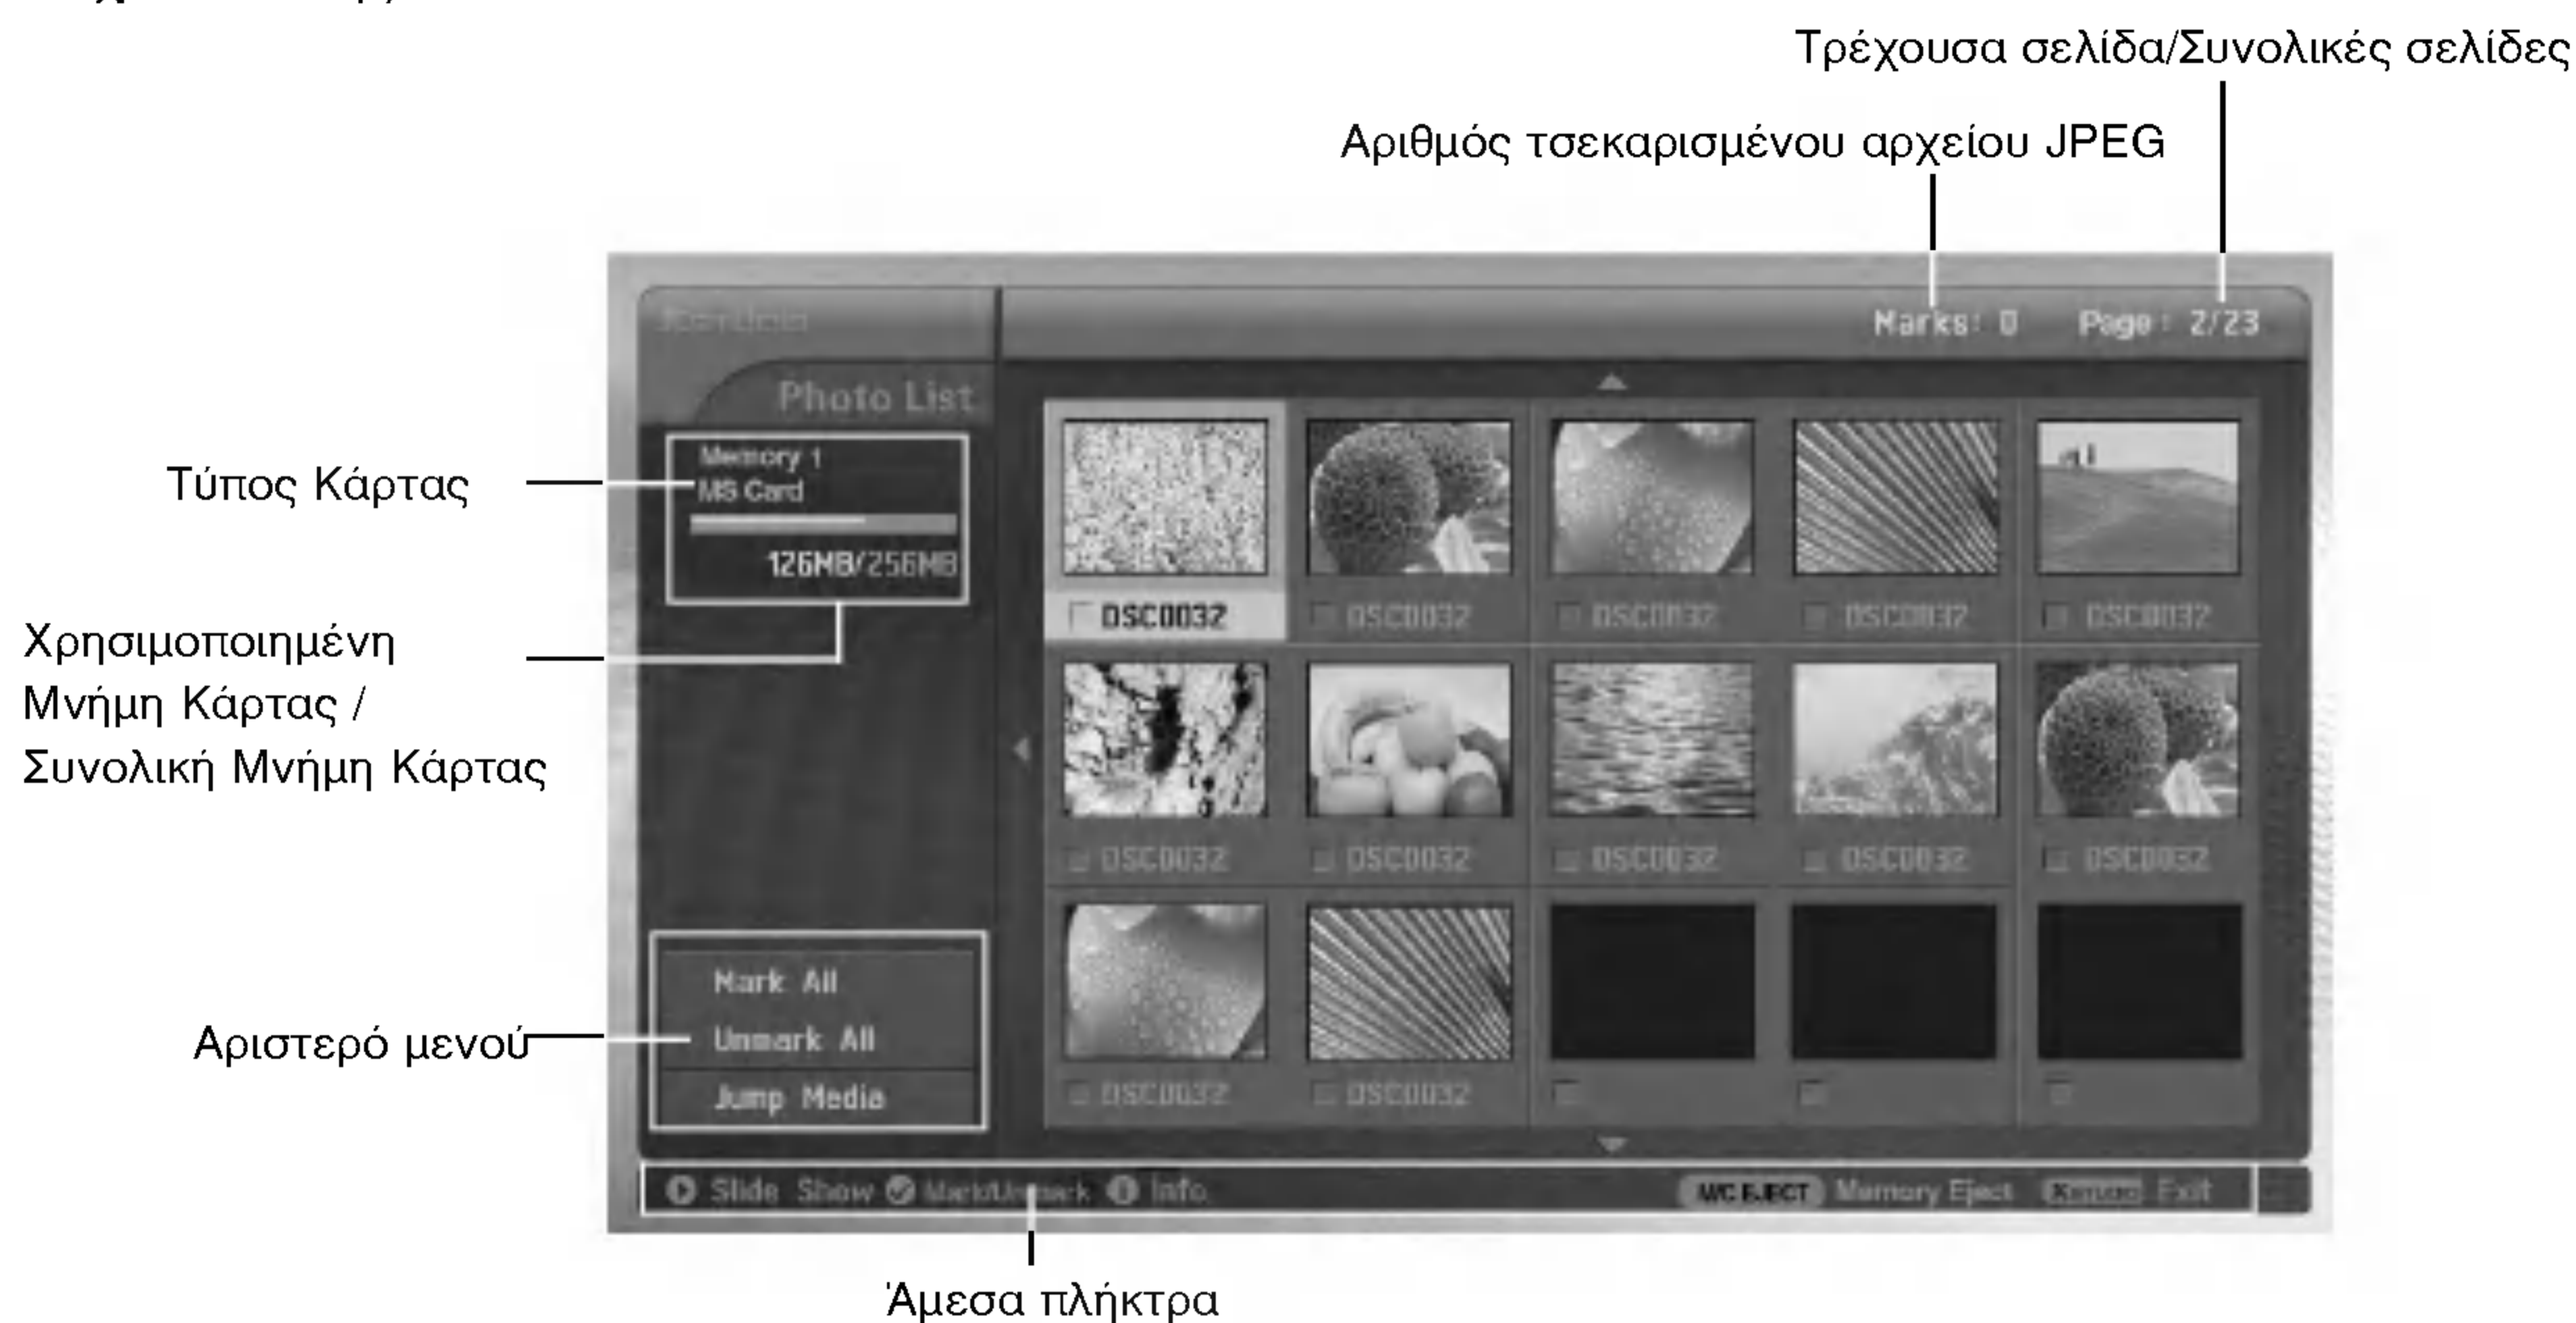 Τρέχουσα σελίδα/Συνολικές σελίδες
Αριθμός τσεκαρισμένου αρχείου JPEG
Marks: 0 Page : 2/23
Photo List
Τύπος Κάρτας
Memory 1
MS Card
126MB/256MB
Χρησιμοποιημένη
Μνήμη Κάρτας /
Συνολική Μνήμη Κάρτας
DSC0032 DSC0032 DSC0032 DSC0032 DSC0032
DSC0032 DSC0032 DSC0032 DSC0032 DSC0032
DSC0032 DSC0032
Αριστερό μενού
Mark All
Unmark All
Jump Media
Slide Show Mark/Unmark Info. M/C EJECT Memory Eject Exit
Άμεσα πλήκτρα